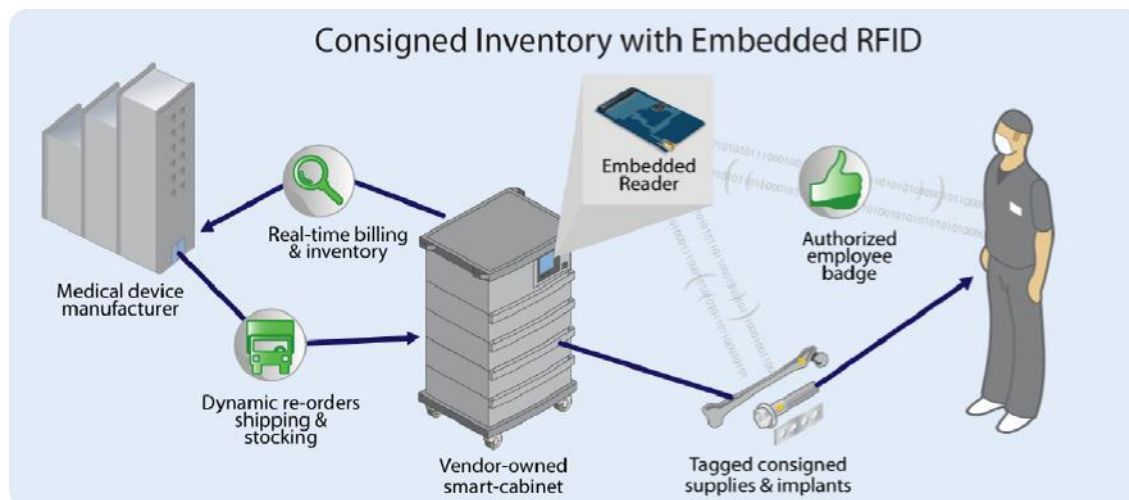 Consigned Inventory with Embedded RFID
Embedded
Reader
Real-time billing
& inventory
Authorized
employee
badge
Medical device
manufacturer
Dynamic re-orders
shipping &
stocking
Vendor-owned
smart-cabinet
Tagged consigned
supplies & implants